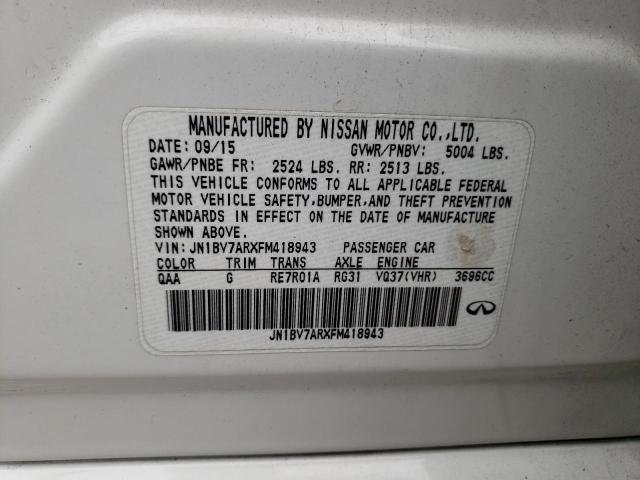 MANUFACTURED BY NISSAN MOTOR CO.,LTD.
DATE: 09/15 GVWR/PNBV: 5004 LBS.
GAWR/PNBE FR: 2524 LBS. RR: 2513 LBS.
THIS VEHICLE CONFORMS TO ALL APPLICABLE FEDERAL
MOTOR VEHICLE SAFETY,BUMPER,AND THEFT PREVENTION
STANDARDS IN EFFECT ON THE DATE OF MANUFACTURE
SHOWN ABOVE.
VIN: JN1BV7ARXFM418943 PASSENGER CAR
COLOR TRIM TRANS AXLE ENGINE
QAA G RE7R01A RG31 VQ37(VHR) 3696CC
JN1BV7ARXFM418943